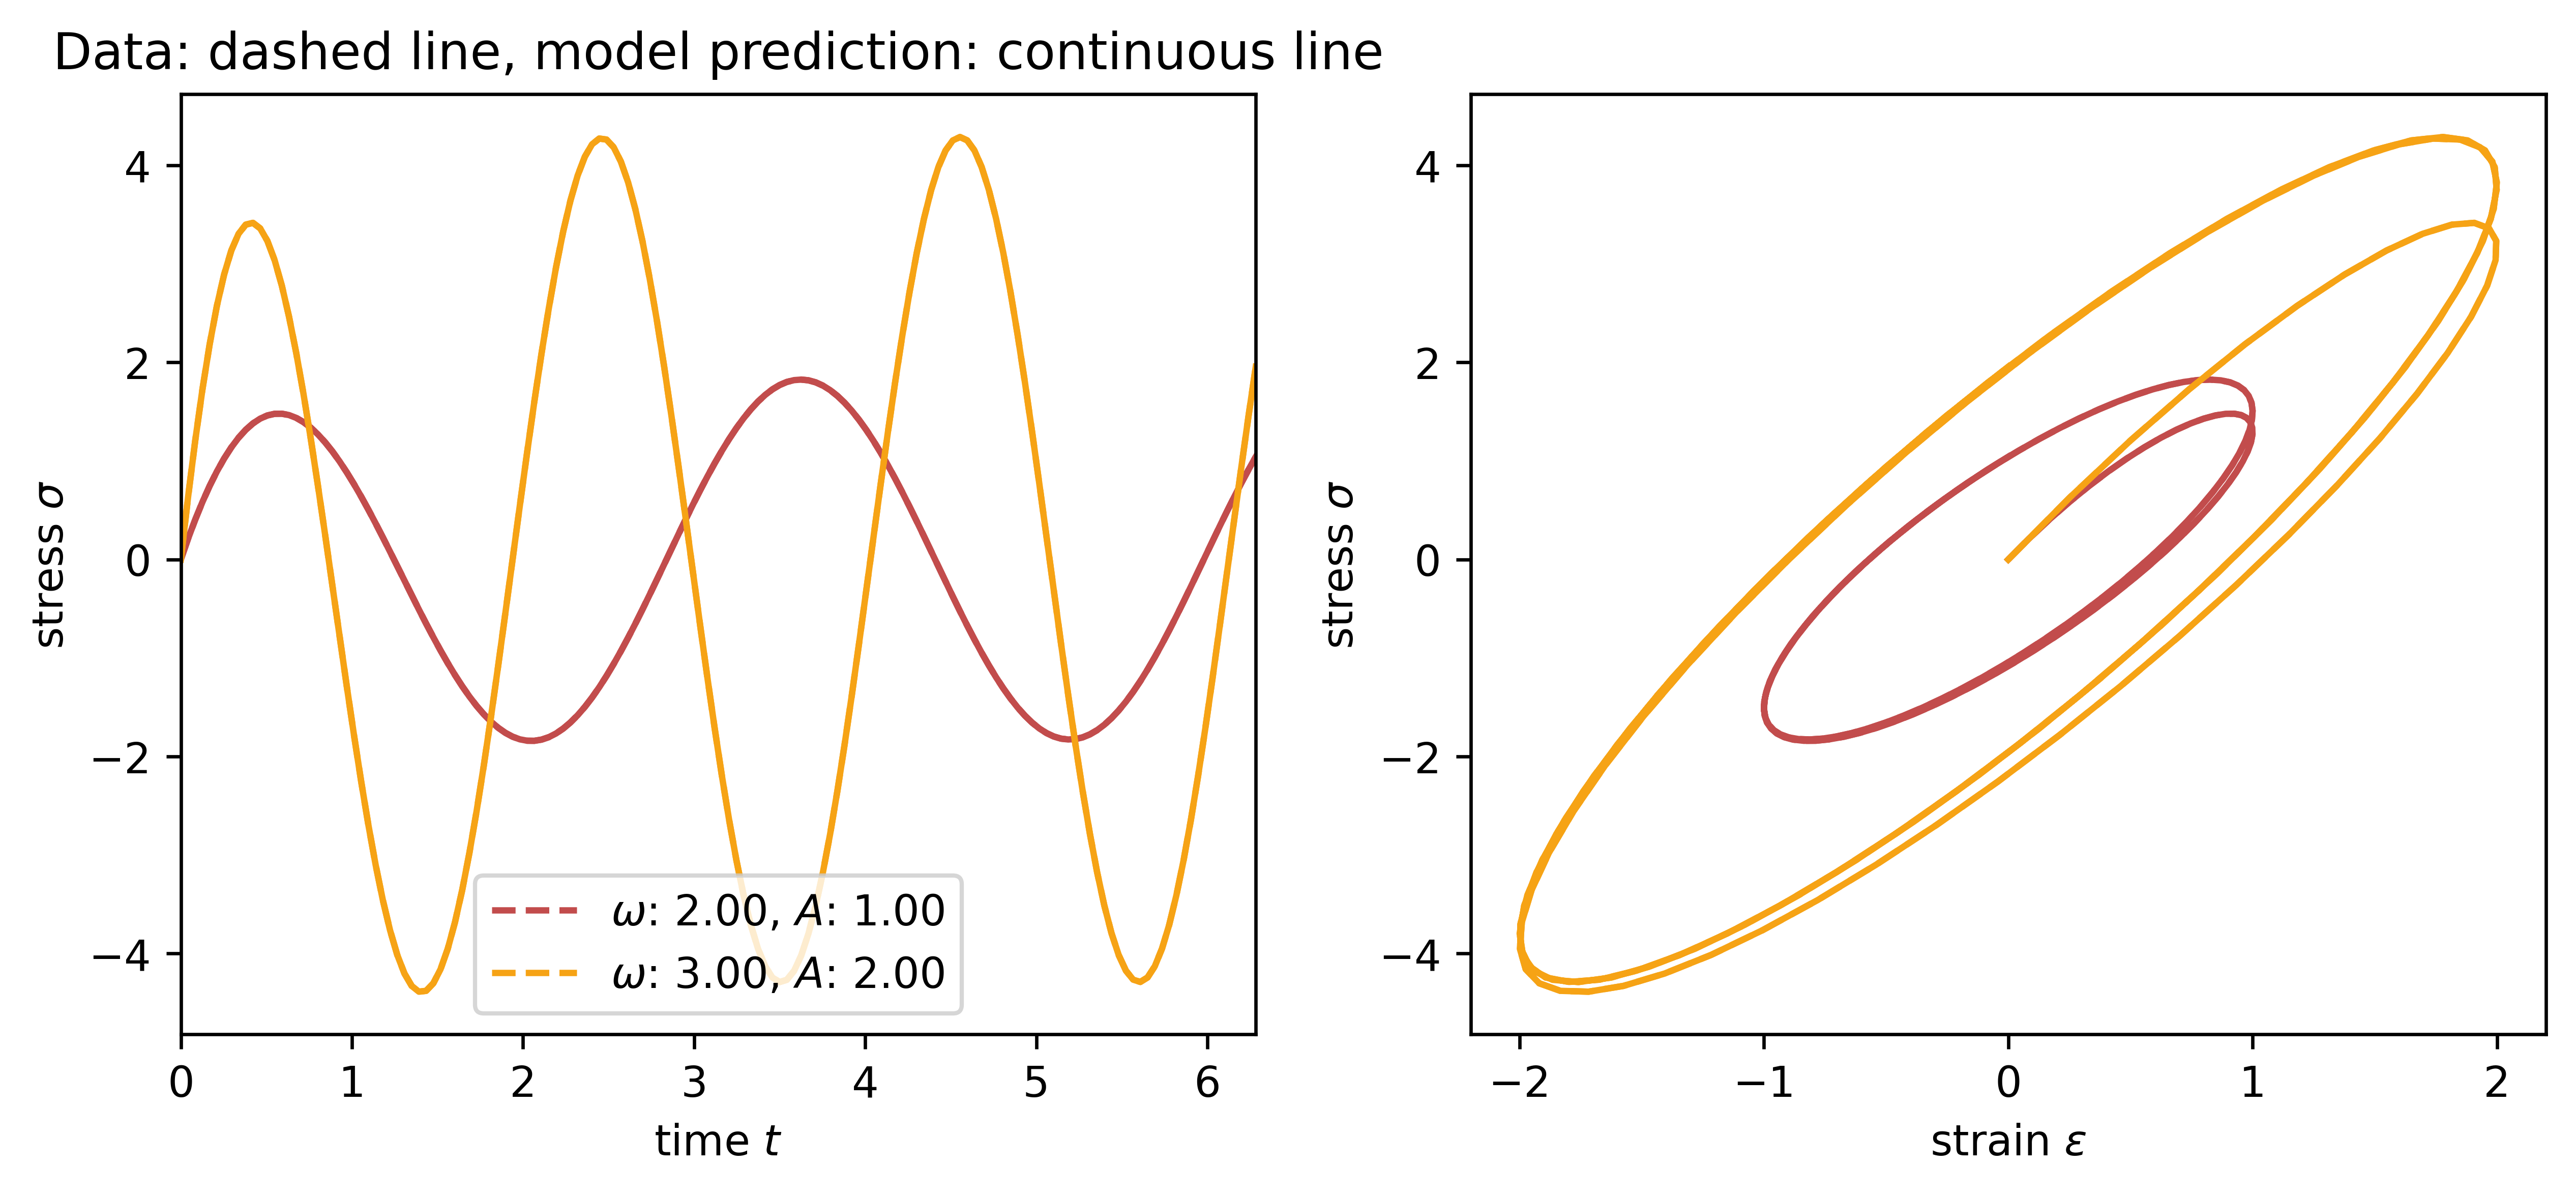 Data: dashed line, model prediction: continuous line
stress σ
4
2
0
−2
−4
ω: 2.00, A: 1.00
ω: 3.00, A: 2.00
0 1 2 3 4 5 6
time t
stress σ
4
2
0
−2
−4
−2 −1 0 1 2
strain ε